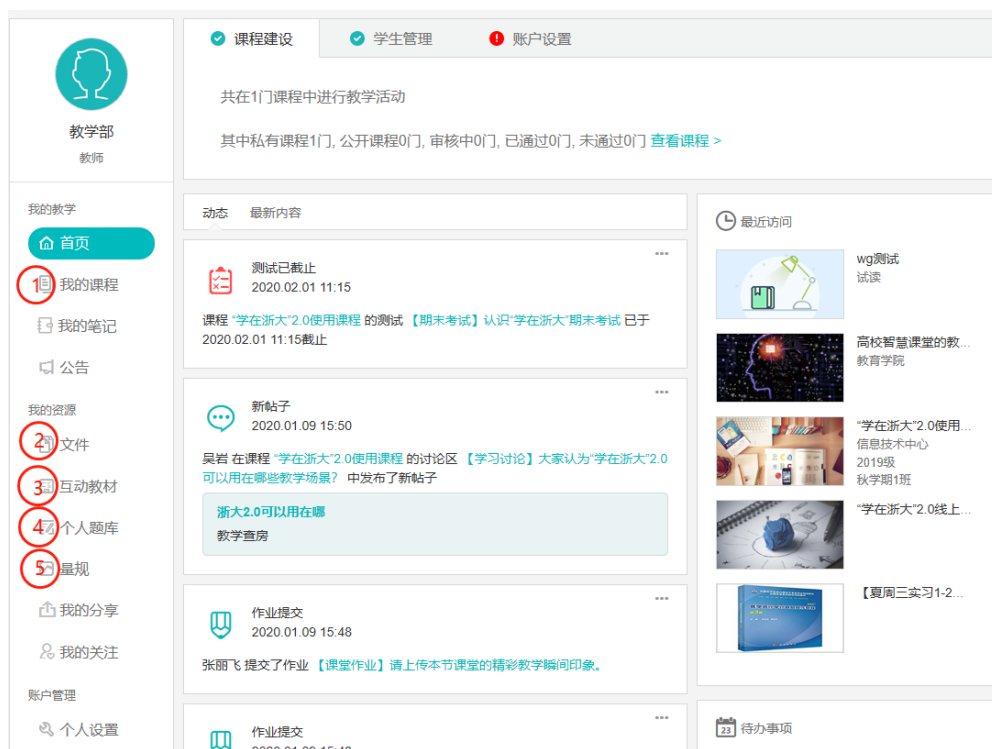 课程建设
学生管理
! 账户设置
共在1门课程中进行教学活动
其中私有课程1门, 公开课程0门, 审核中0门, 已通过0门, 未通过0门 查看课程 >
教学部
教师
我的教学
首页
1 我的课程
我的笔记
公告
我的资源
2 文件
3 互动教材
4 个人题库
5 量规
我的分享
我的关注
账户管理
个人设置
动态 最新内容
测试已截止
2020.02.01 11:15
课程 “学在浙大”2.0使用课程 的测试 【期末考试】认识“学在浙大”期末考试 已于
2020.02.01 11:15截止
新帖子
2020.01.09 15:50
吴岩 在课程 “学在浙大”2.0使用课程 的讨论区 【学习讨论】大家认为“学在浙大”2.0
可以用在哪些教学场景？ 中发布了新帖子
浙大2.0可以用在哪
教学查房
作业提交
2020.01.09 15:48
张丽飞 提交了作业 【课堂作业】请上传本节课堂的精彩教学瞬间印象。
作业提交
2020.01.09 15:48
最近访问
wg测试
试读
高校智慧课堂的教...
教育学院
“学在浙大”2.0使用...
信息技术中心
2019级
秋学期1班
“学在浙大”2.0线上...
【夏周三实习1-2...
23 待办事项